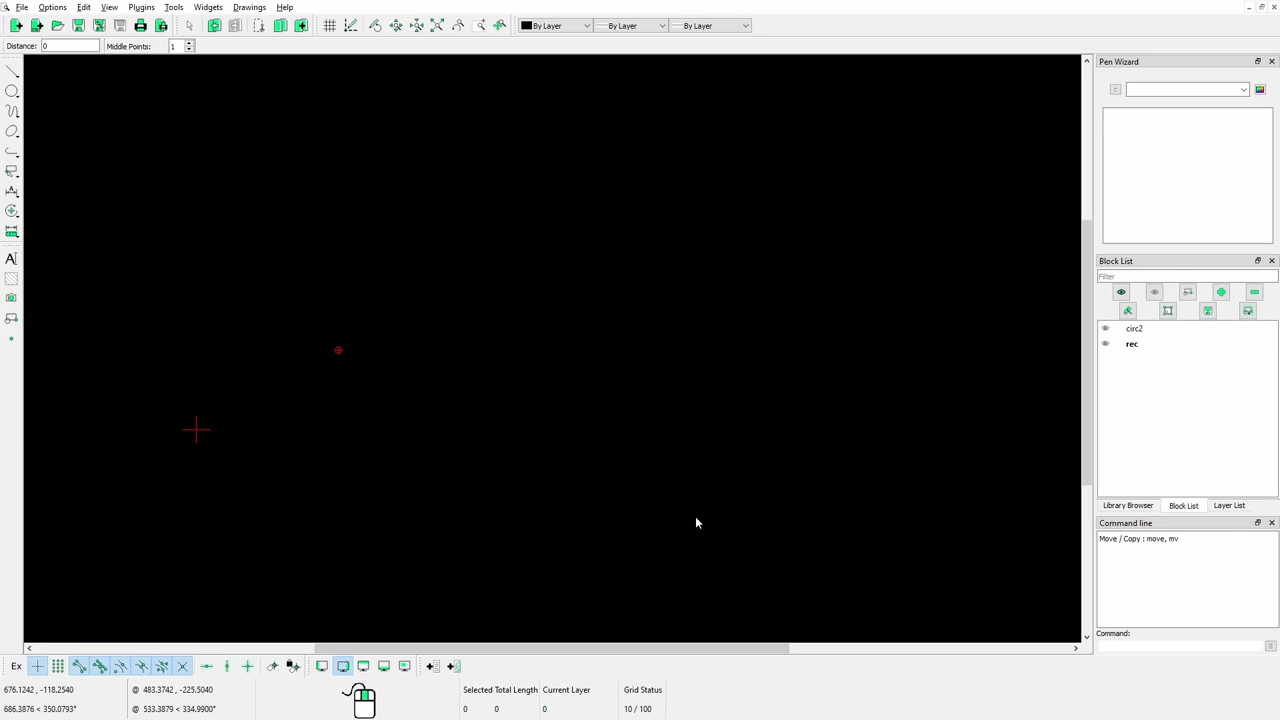 File Options Edit View Plugins Tools Widgets Drawings Help
By Layer By Layer By Layer
Distance: 0 Middle Points: 1
Pen Wizard
Block List
Filter
circ2
rec
Library Browser Block List Layer List
Command line
Move / Copy : move, mv
Command:
Ex
676.1242 , -118.2540 @ 483.3742 , -225.5040 Selected Total Length Current Layer Grid Status
686.3876 < 350.0793° @ 533.3879 < 334.9900° 0 0 0 10 / 100